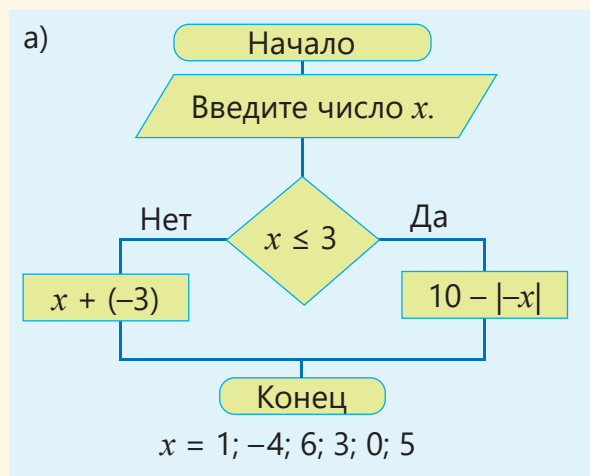 а)
Начало
Введите число x.
Нет
x ≤ 3
Да
x + (–3)
10 – |–x|
Конец
x = 1; –4; 6; 3; 0; 5